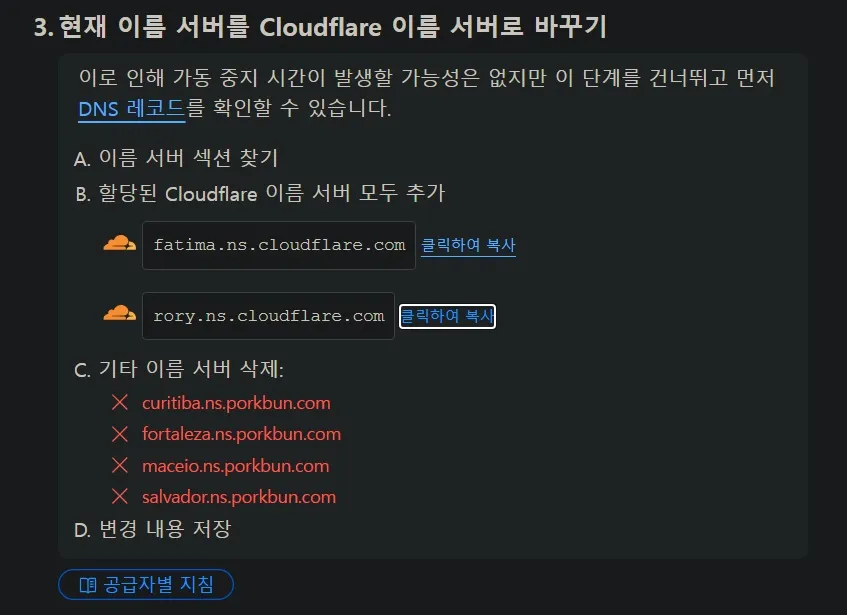 3. 현재 이름 서버를 Cloudflare 이름 서버로 바꾸기
이로 인해 가동 중지 시간이 발생할 가능성은 없지만 이 단계를 건너뛰고 먼저
DNS 레코드를 확인할 수 있습니다.
A. 이름 서버 섹션 찾기
B. 할당된 Cloudflare 이름 서버 모두 추가
fatima.ns.cloudflare.com 클릭하여 복사
rory.ns.cloudflare.com 클릭하여 복사
C. 기타 이름 서버 삭제:
curitiba.ns.porkbun.com
fortaleza.ns.porkbun.com
maceio.ns.porkbun.com
salvador.ns.porkbun.com
D. 변경 내용 저장
공급자별 지침